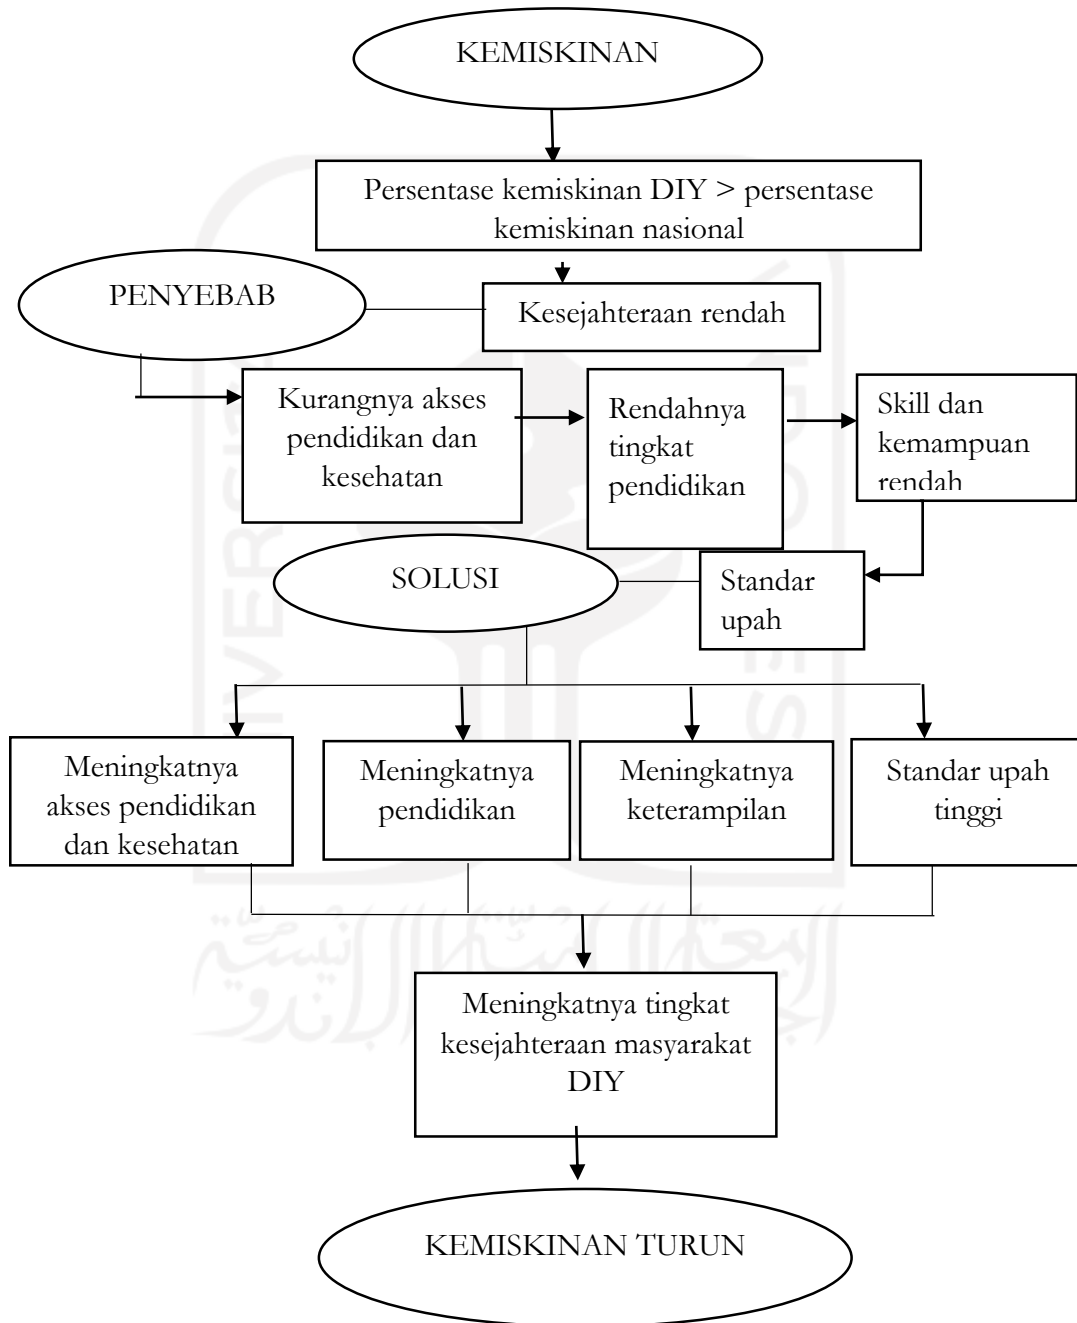 KEMISKINAN
Persentase kemiskinan DIY > persentase
kemiskinan nasional
PENYEBAB
Kesejahteraan rendah
Kurangnya akses
pendidikan dan
kesehatan
Rendahnya
tingkat
pendidikan
Skill dan
kemampuan
rendah
SOLUSI
Standar
upah
Meningkatnya
akses pendidikan
dan kesehatan
Meningkatnya
pendidikan
Meningkatnya
keterampilan
Standar upah
tinggi
Meningkatnya tingkat
kesejahteraan masyarakat
DIY
KEMISKINAN TURUN